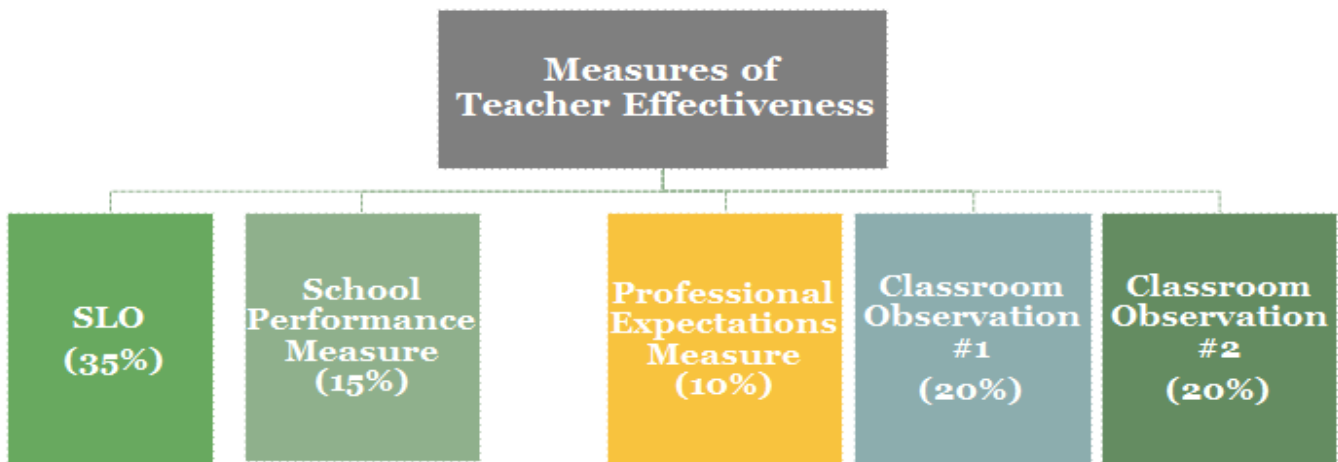 Measures of
Teacher Effectiveness
SLO
(35%)
School
Performance
Measure
(15%)
Professional
Expectations
Measure
(10%)
Classroom
Observation
#1
(20%)
Classroom
Observation
#2
(20%)